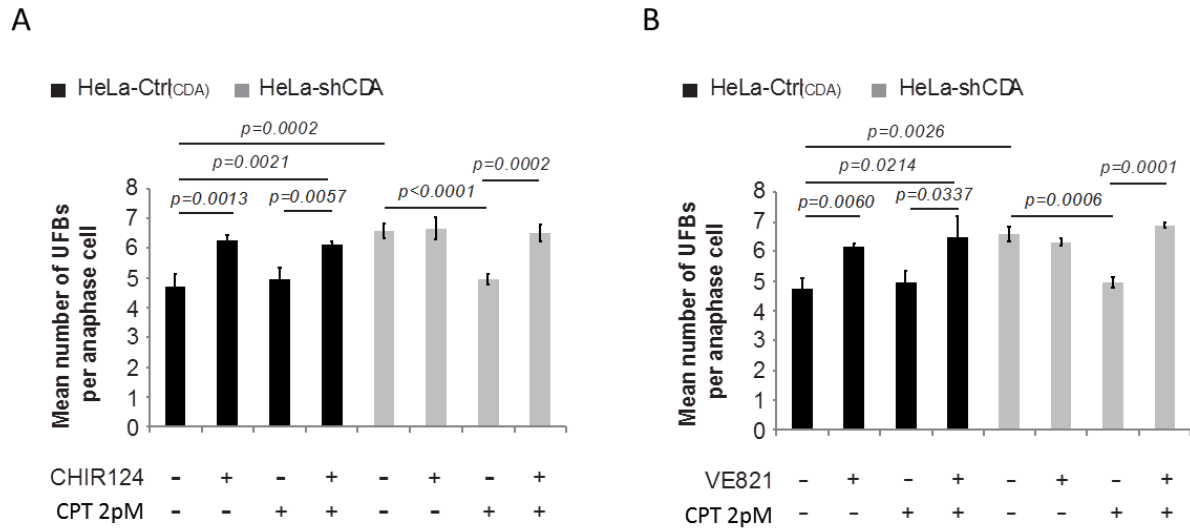 A
HeLa-Ctrl(CDA) HeLa-shCDA
p=0.0002
p=0.0021
p=0.0002
p=0.0013
p=0.0057
p<0.0001
Mean number of UFBs
per anaphase cell
8
7
6
5
4
3
2
1
0
CHIR124 - + - + - + - +
CPT 2pM - - + + - - + +
B
HeLa-Ctrl(CDA) HeLa-shCDA
p=0.0026
p=0.0214
p=0.0001
p=0.0060
p=0.0337
p=0.0006
Mean number of UFBs
per anaphase cell
8
7
6
5
4
3
2
1
0
VE821 - + - + - + - +
CPT 2pM - - + + - - + +